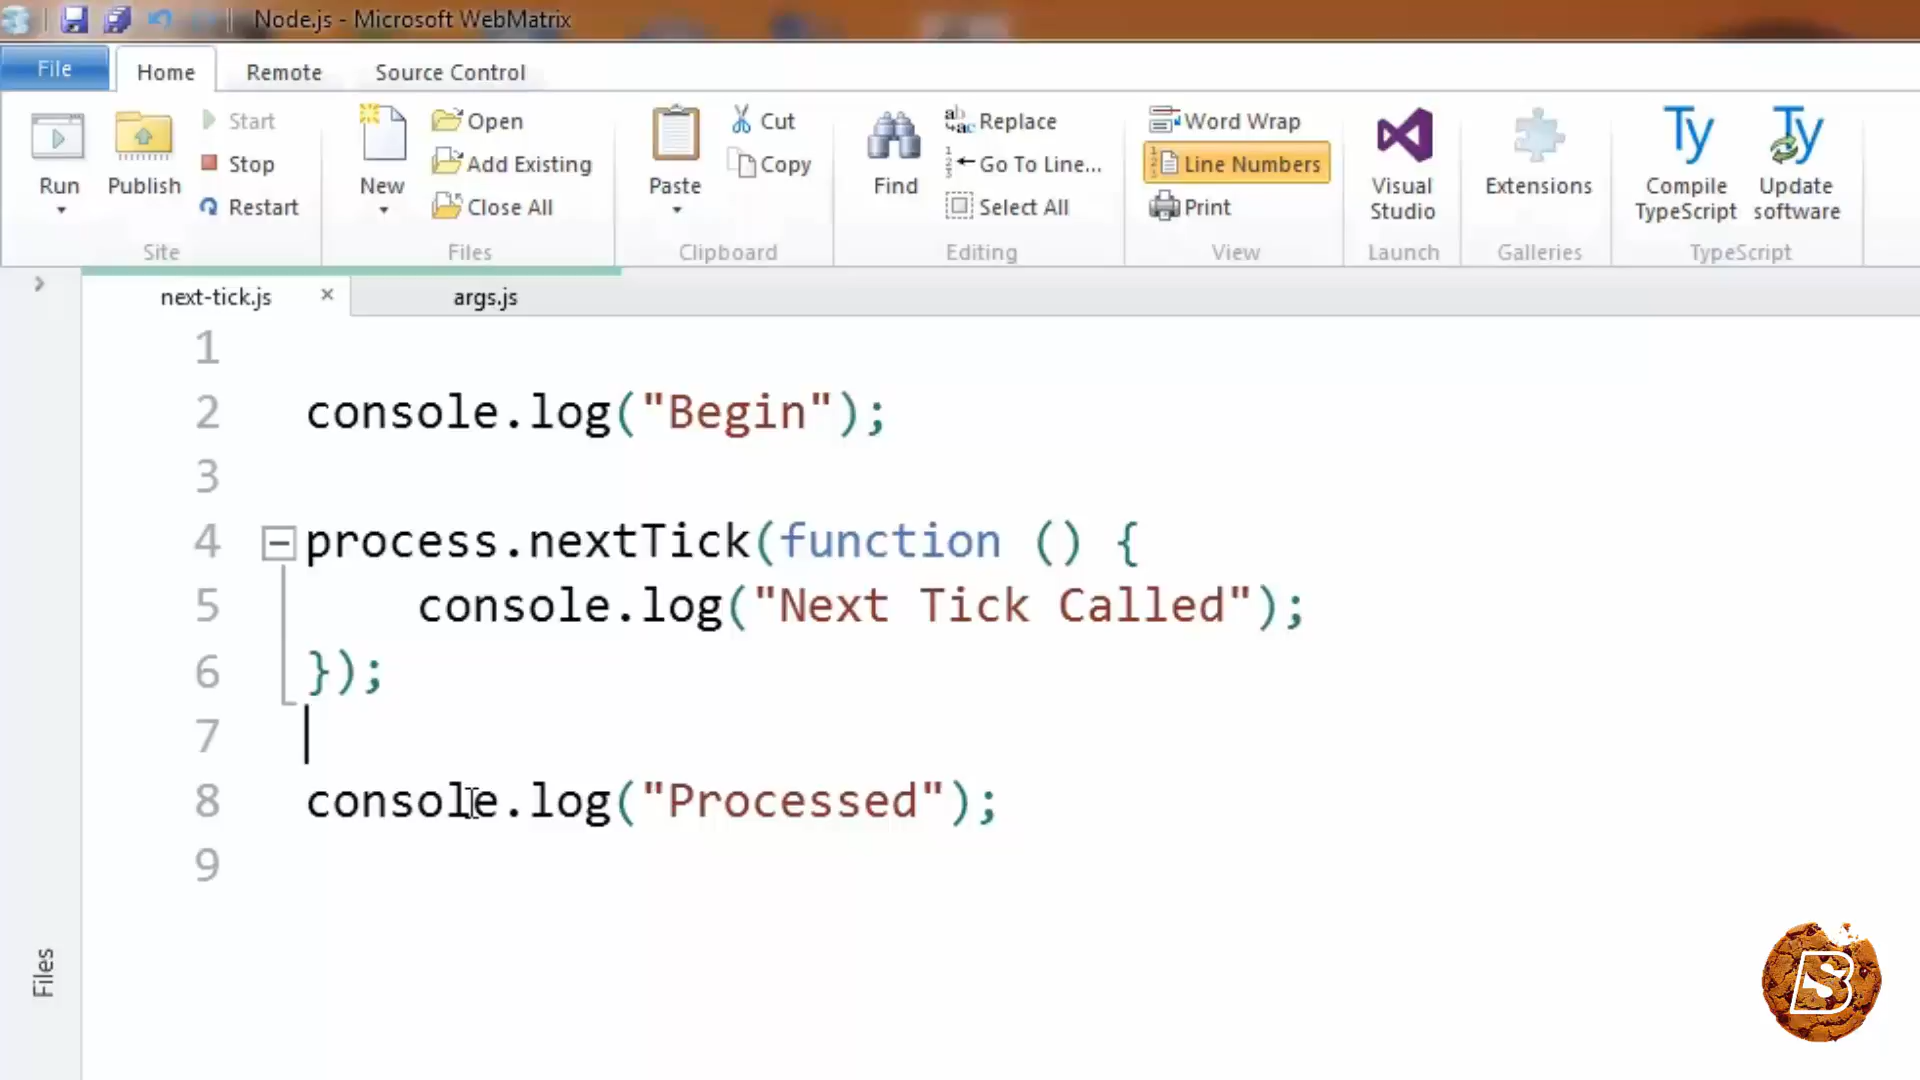 Node.js - Microsoft WebMatrix
File Home Remote Source Control
Run Publish Start Stop Restart
Site
New Open Add Existing Close All
Files
Paste Cut Copy
Clipboard
Find Replace Go To Line... Select All
Editing
Word Wrap Line Numbers Print
View
Visual Studio
Launch
Extensions
Galleries
Compile TypeScript Update software
TypeScript
next-tick.js × args.js
1
2 console.log("Begin");
3
4 process.nextTick(function () {
5 console.log("Next Tick Called");
6 });
7
8 console.log("Processed");
9
Files
BS